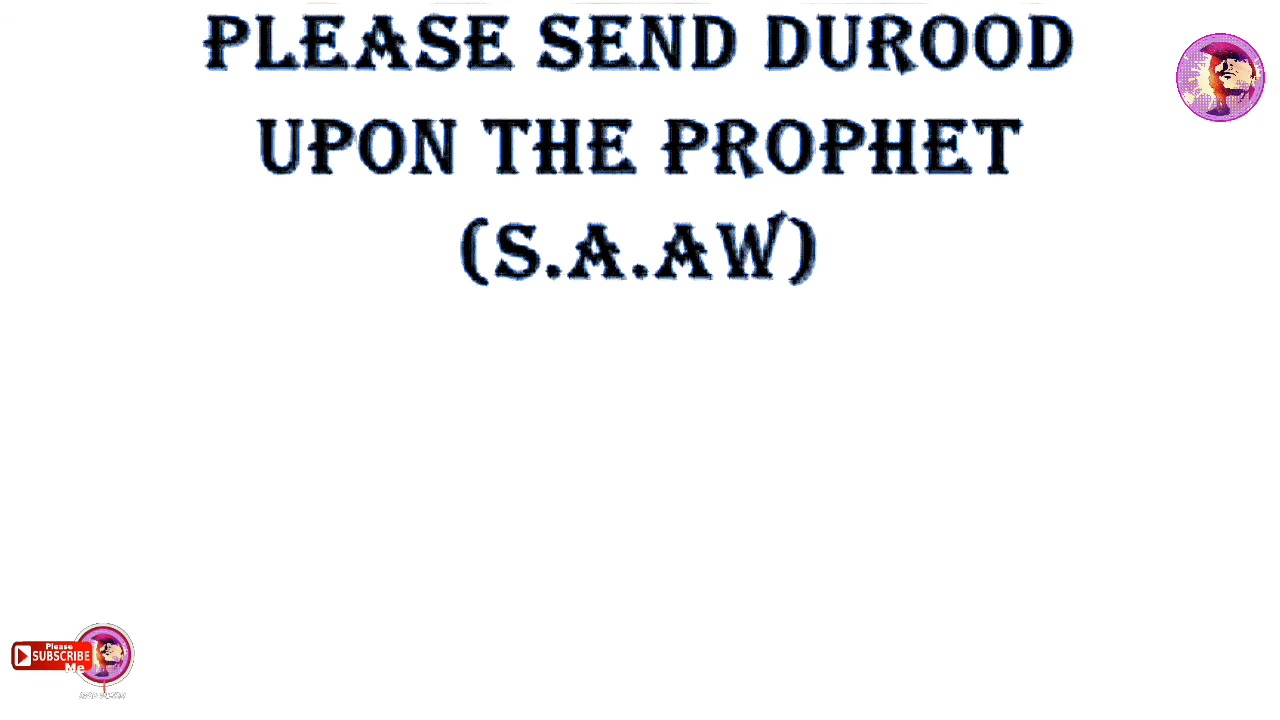 PLEASE SEND DUROOD
UPON THE PROPHET
(S.A.AW)
Please
SUBSCRIBE
Me